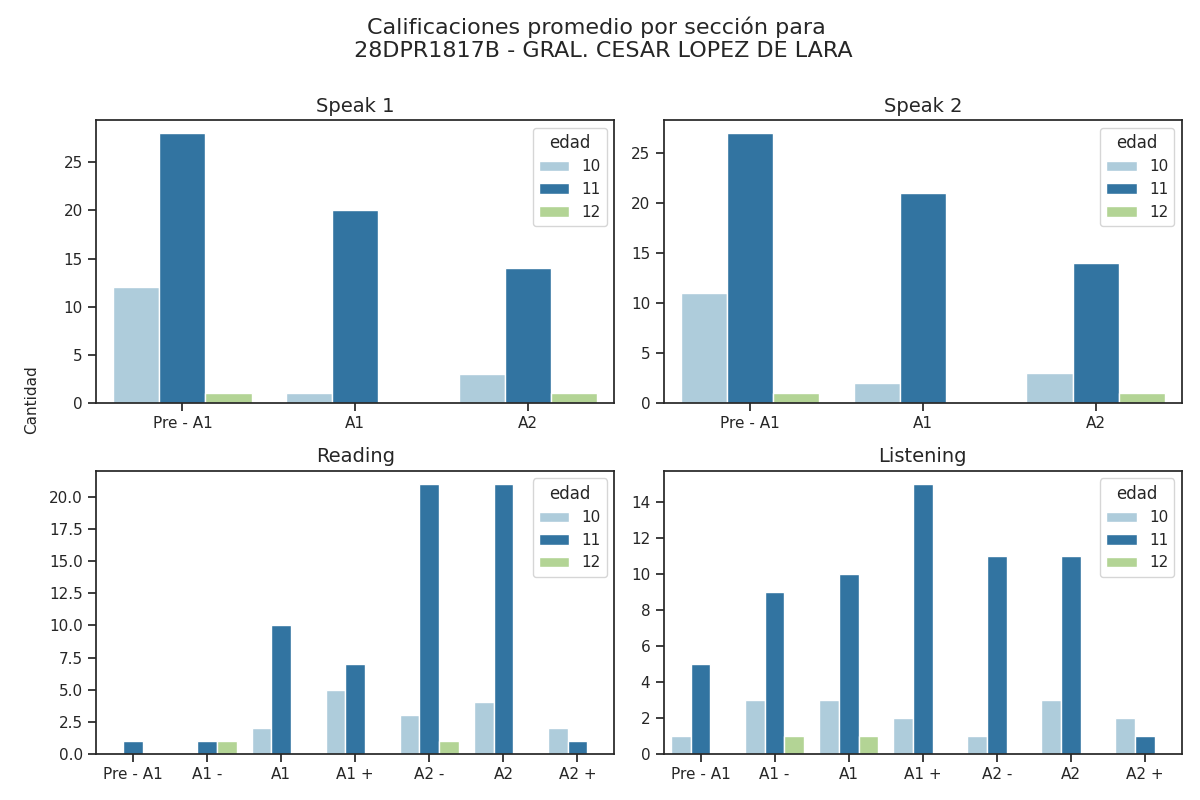 Calificaciones promedio por sección para
28DPR1817B - GRAL. CESAR LOPEZ DE LARA
Cantidad
Speak 1
25
20
15
10
5
0
Pre - A1
A1
A2
edad
10
11
12
Speak 2
25
20
15
10
5
0
Pre - A1
A1
A2
edad
10
11
12
Reading
20.0
17.5
15.0
12.5
10.0
7.5
5.0
2.5
0.0
Pre - A1
A1 -
A1
A1 +
A2 -
A2
A2 +
edad
10
11
12
Listening
14
12
10
8
6
4
2
0
Pre - A1
A1 -
A1
A1 +
A2 -
A2
A2 +
edad
10
11
12